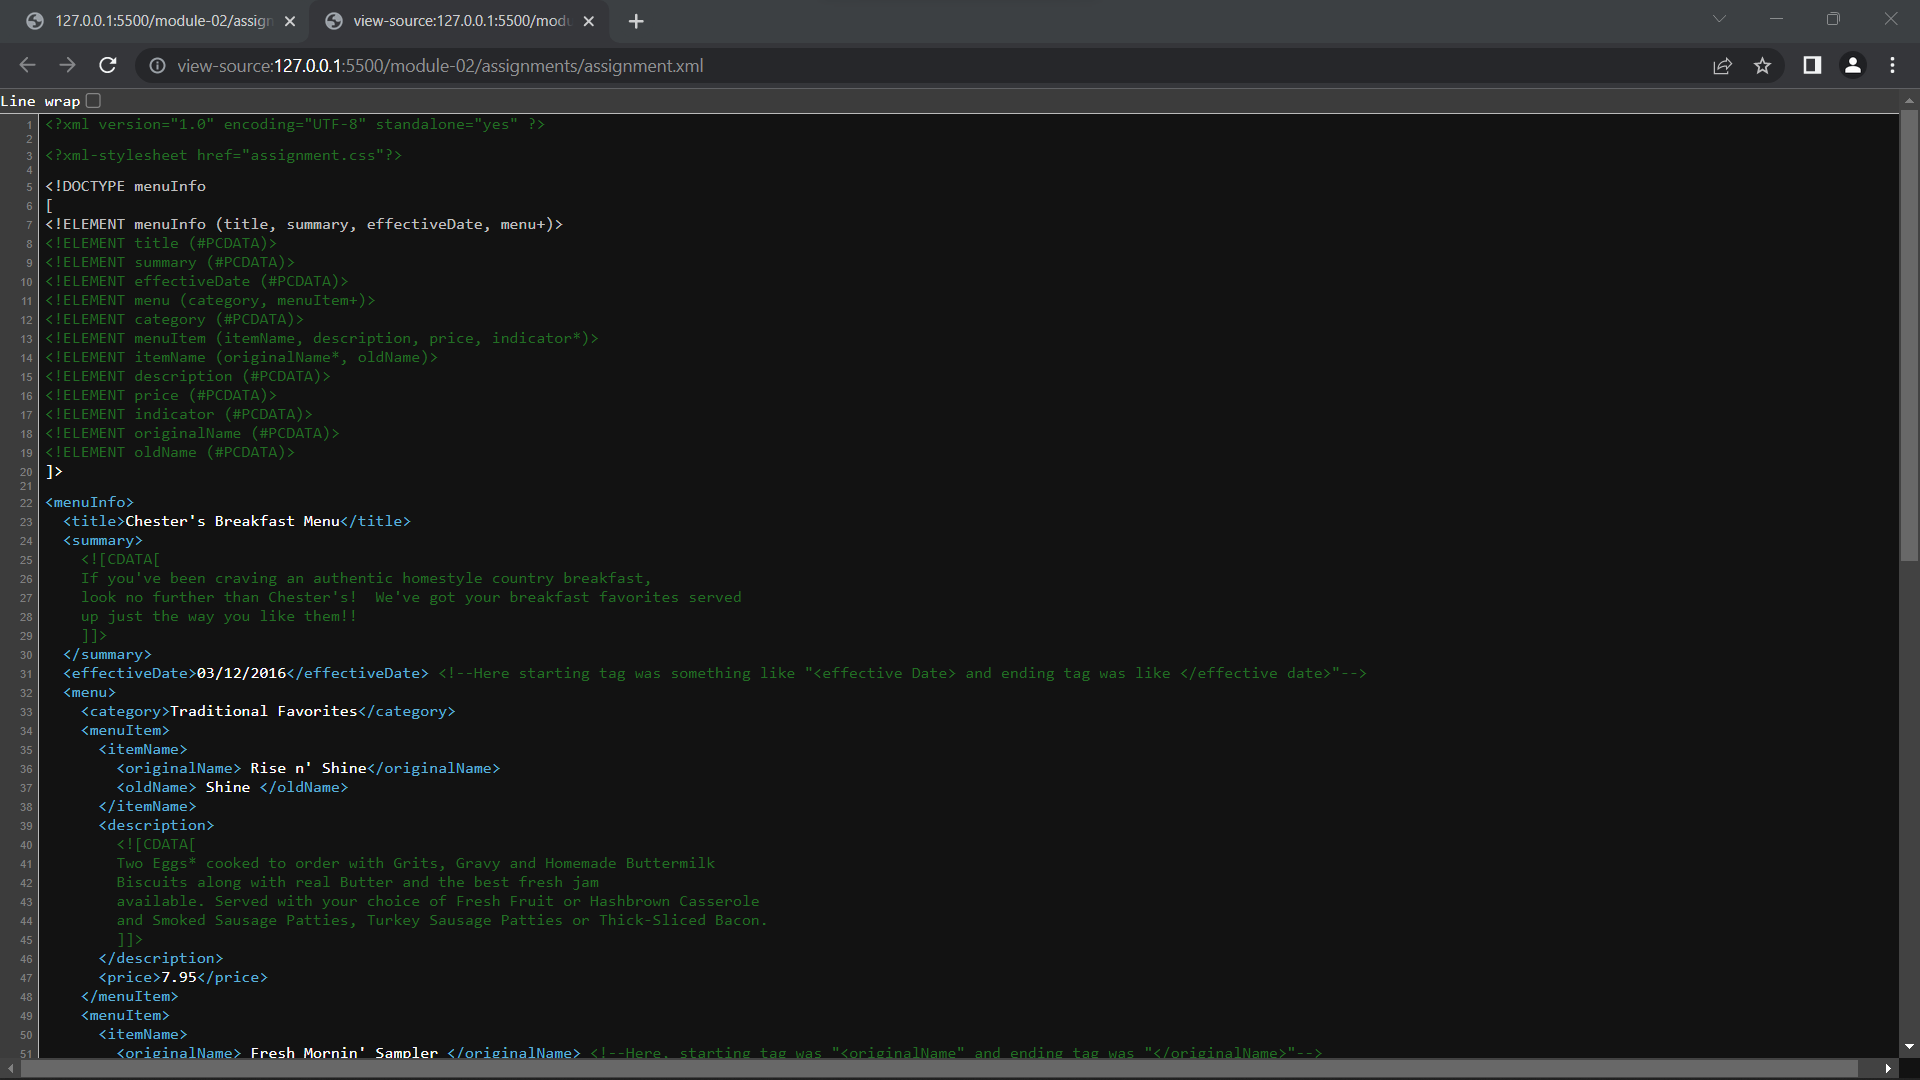 127.0.0.1:5500/module-02/assign
view-source:127.0.0.1:5500/modu
view-source:127.0.0.1:5500/module-02/assignments/assignment.xml
Line wrap
1 <?xml version="1.0" encoding="UTF-8" standalone="yes" ?>
2
3 <?xml-stylesheet href="assignment.css"?>
4
5 <!DOCTYPE menuInfo
6 [
7 <!ELEMENT menuInfo (title, summary, effectiveDate, menu+)>
8 <!ELEMENT title (#PCDATA)>
9 <!ELEMENT summary (#PCDATA)>
10 <!ELEMENT effectiveDate (#PCDATA)>
11 <!ELEMENT menu (category, menuItem+)>
12 <!ELEMENT category (#PCDATA)>
13 <!ELEMENT menuItem (itemName, description, price, indicator*)>
14 <!ELEMENT itemName (originalName*, oldName)>
15 <!ELEMENT description (#PCDATA)>
16 <!ELEMENT price (#PCDATA)>
17 <!ELEMENT indicator (#PCDATA)>
18 <!ELEMENT originalName (#PCDATA)>
19 <!ELEMENT oldName (#PCDATA)>
20 ]>
21
22 <menuInfo>
23 <title>Chester's Breakfast Menu</title>
24 <summary>
25 <![CDATA[
26 If you've been craving an authentic homestyle country breakfast,
27 look no further than Chester's!  We've got your breakfast favorites served
28 up just the way you like them!!
29 ]]>
30 </summary>
31 <effectiveDate>03/12/2016</effectiveDate> <!--Here starting tag was something like "<effective Date> and ending tag was like </effective date>"-->
32 <menu>
33 <category>Traditional Favorites</category>
34 <menuItem>
35 <itemName>
36 <originalName> Rise n' Shine</originalName>
37 <oldName> Shine </oldName>
38 </itemName>
39 <description>
40 <![CDATA[
41 Two Eggs* cooked to order with Grits, Gravy and Homemade Buttermilk
42 Biscuits along with real Butter and the best fresh jam
43 available. Served with your choice of Fresh Fruit or Hashbrown Casserole
44 and Smoked Sausage Patties, Turkey Sausage Patties or Thick-Sliced Bacon.
45 ]]>
46 </description>
47 <price>7.95</price>
48 </menuItem>
49 <menuItem>
50 <itemName>
51 <originalName> Fresh Mornin' Sampler </originalName> <!--Here, starting tag was "<originalName" and ending tag was "</originalName>"-->